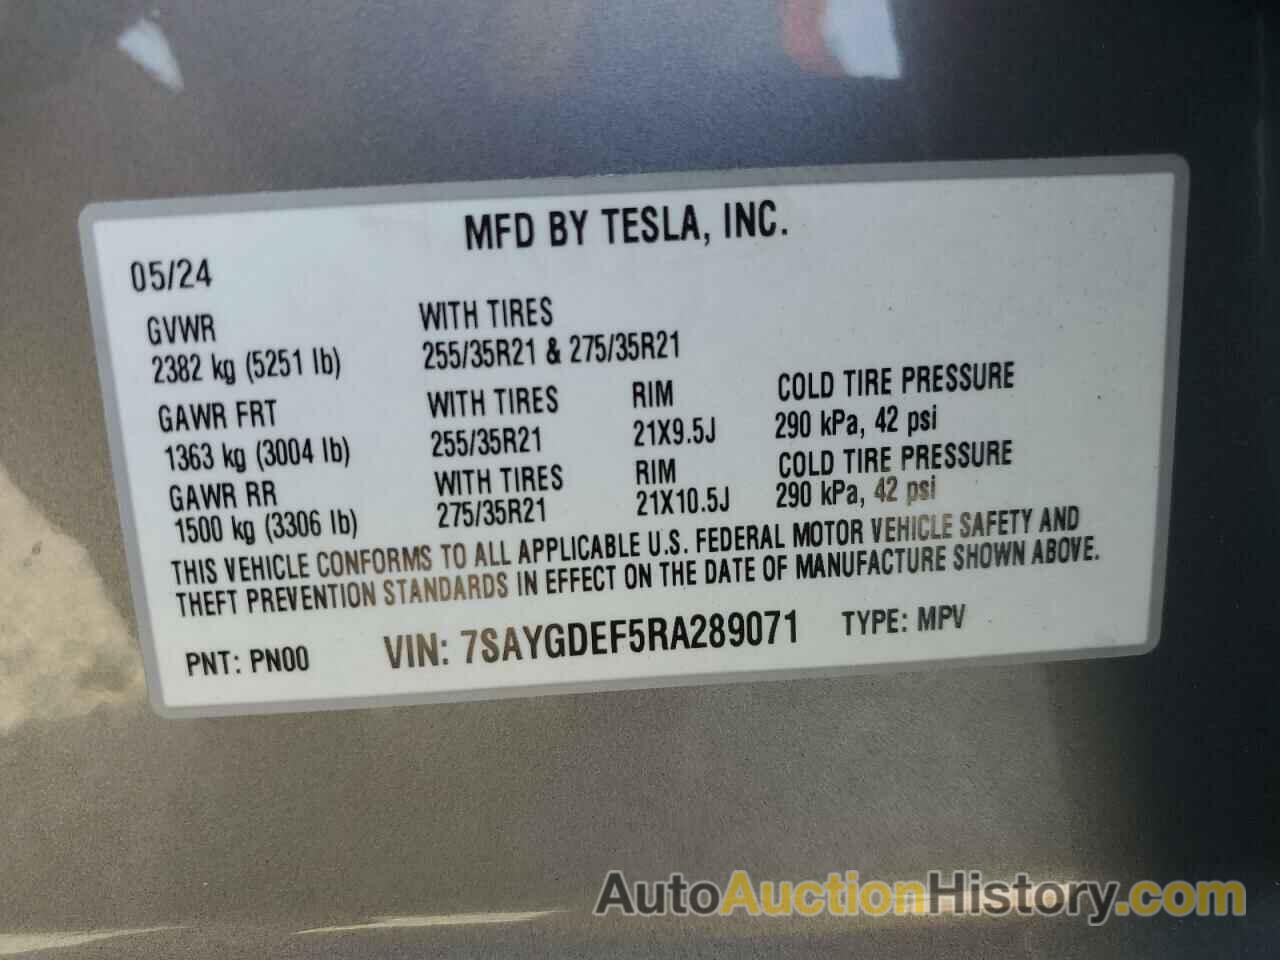 MFD BY TESLA, INC.
05/24
GVWR WITH TIRES
2382 kg (5251 lb) 255/35R21 & 275/35R21
GAWR FRT WITH TIRES RIM COLD TIRE PRESSURE
1363 kg (3004 lb) 255/35R21 21X9.5J 290 kPa, 42 psi
GAWR RR WITH TIRES RIM COLD TIRE PRESSURE
1500 kg (3306 lb) 275/35R21 21X10.5J 290 kPa, 42 psi
THIS VEHICLE CONFORMS TO ALL APPLICABLE U.S. FEDERAL MOTOR VEHICLE SAFETY AND
THEFT PREVENTION STANDARDS IN EFFECT ON THE DATE OF MANUFACTURE SHOWN ABOVE.
PNT: PN00 VIN: 7SAYGDEF5RA289071 TYPE: MPV
AutoAuctionHistory.com